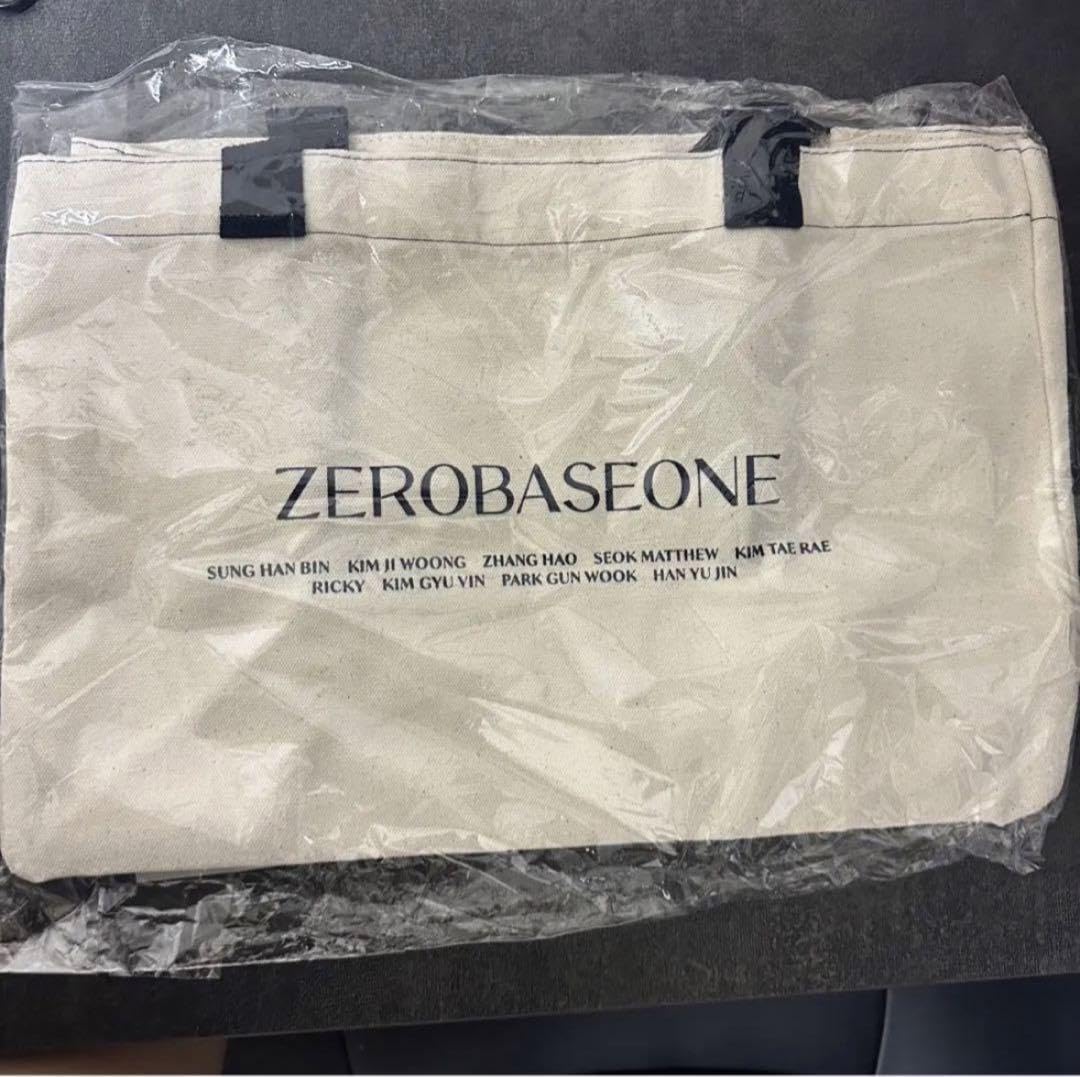 ZEROBASEONE
SUNG HAN BIN KIM JI WOONG ZHANG HAO SEOK MATTHEW KIM TAE RAE
RICKY KIM GYU VIN PARK GUN WOOK HAN YU JIN